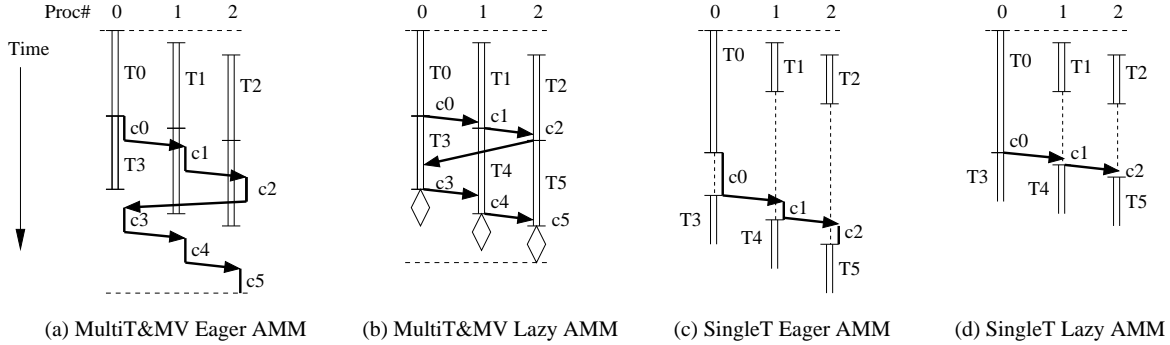 Proc# 0 1 2 0 1 2 0 1 2 0 1 2
Time
T0 T1 T2 T0 T1 T2 T0 T1 T2 T0 T1 T2
c0 c1 c2 T3
c3 c4 c5
c0 c1 c2 T3 T4 T5
c3 c4 c5
c0 c1 c2
T3 T4 T5
c0 c1 c2
T3 T4 T5
(a) MultiT&MV Eager AMM (b) MultiT&MV Lazy AMM (c) SingleT Eager AMM (d) SingleT Lazy AMM